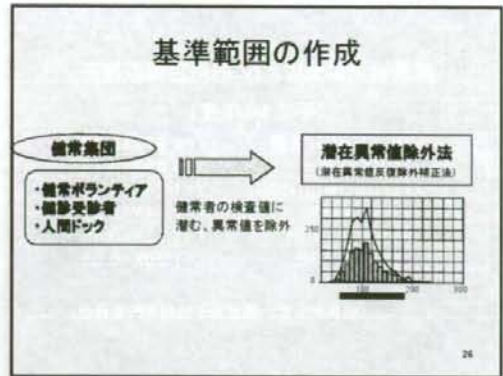 基準範囲の作成
健常集団
・健常ボランティア
・健診受診者
・人間ドック
健常者の検査値に
潜む、異常値を除外
潜在異常値除外法
(潜在異常値反復除外補正法)
250
0
100
200
300
26